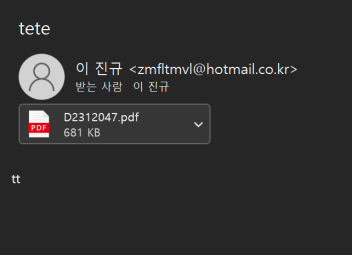 tete
이 진규 <zmfltmvl@hotmail.co.kr>
받는 사람 이 진규
PDF
D2312047.pdf
681 KB
tt